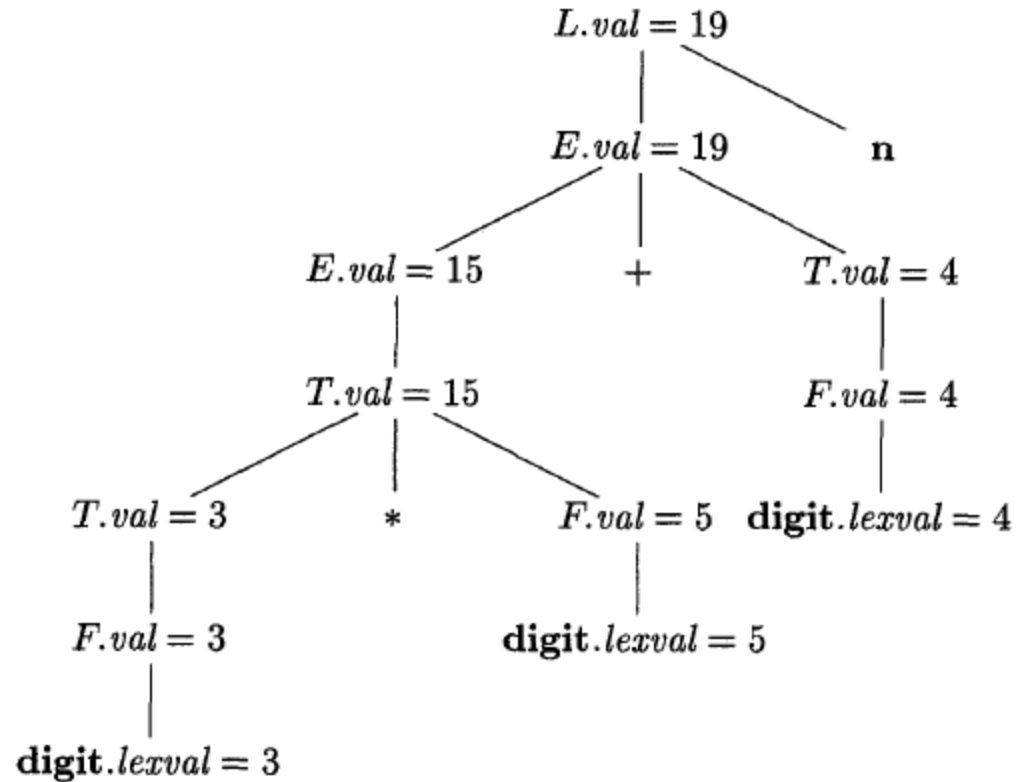 L.val = 19
E.val = 19 n
E.val = 15 + T.val = 4
T.val = 15 F.val = 4
T.val = 3 * F.val = 5 digit.lexval = 4
F.val = 3 digit.lexval = 5
digit.lexval = 3